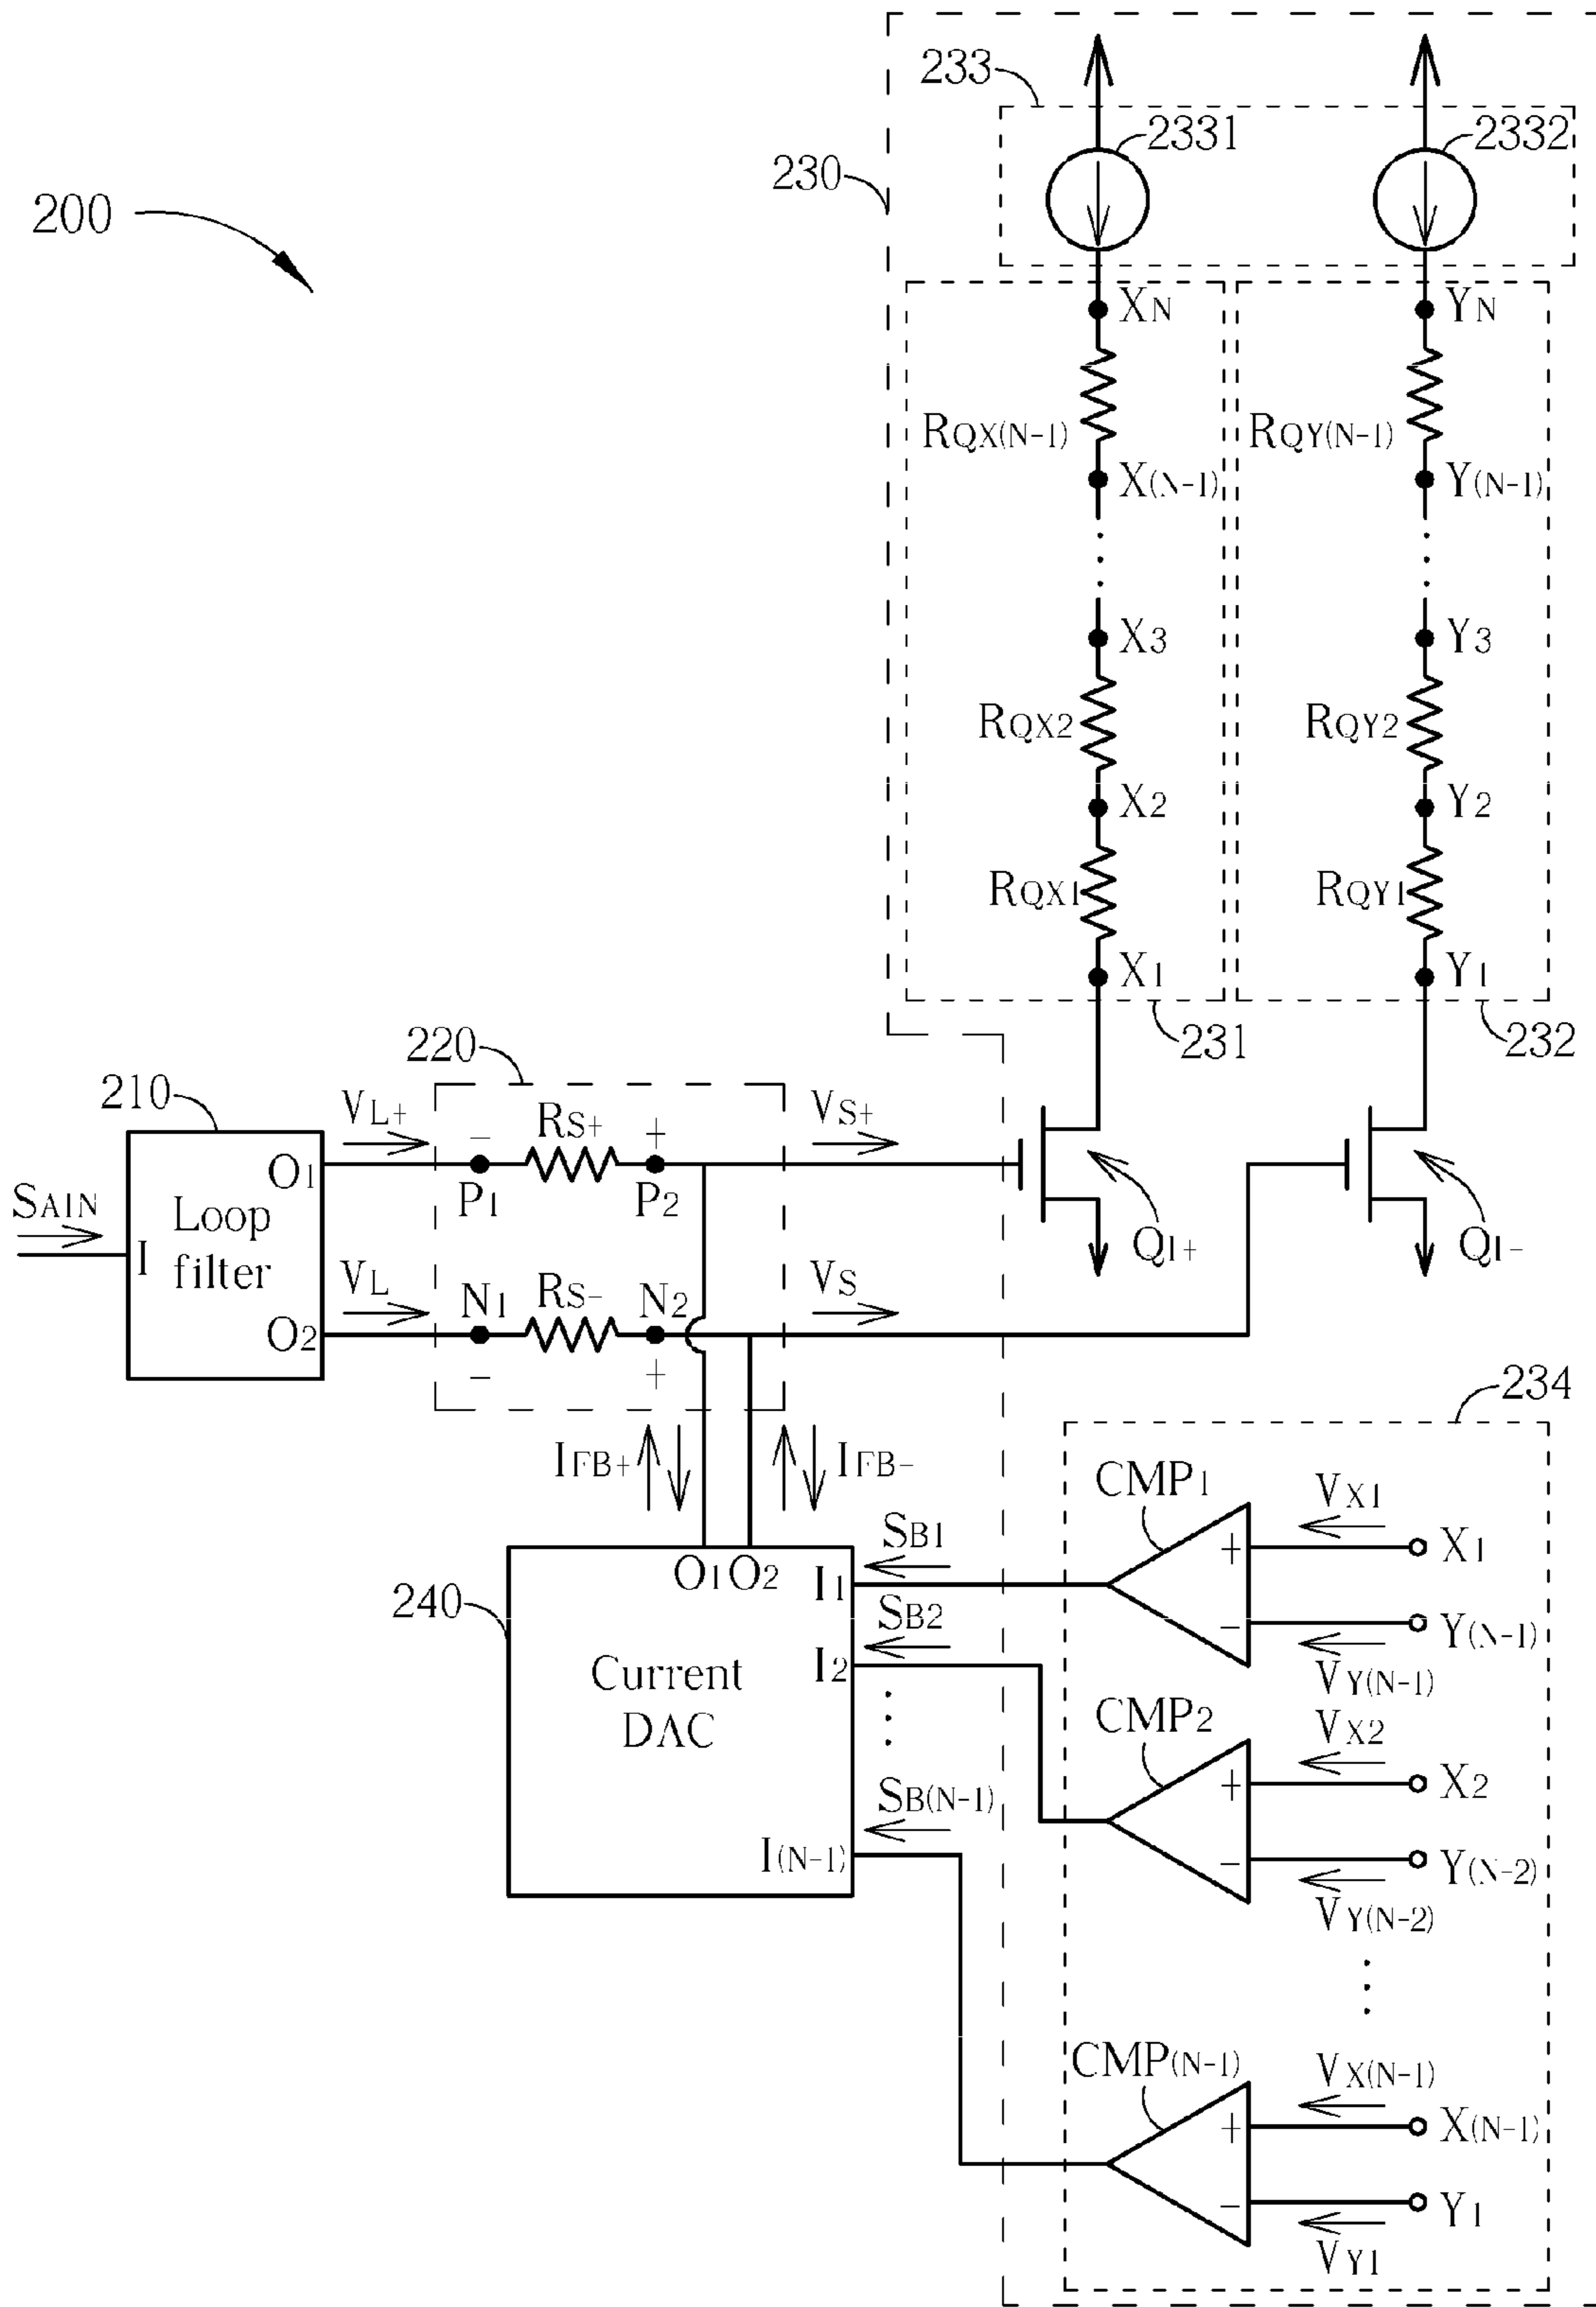 200
230
233
2331
2332
XN
YN
RQX(N-1)
RQY(N-1)
X(N-1)
Y(N-1)
X3
Y3
RQX2
RQY2
X2
Y2
RQX1
RQY1
X1
Y1
231
232
210
220
VL+
RS+
VS+
- +
O1
P1 P2
SAIN
I
Loop
filter
QI+
QI-
VL
N1
RS-
N2
VS
O2
- +
IFB+
IFB-
234
CMP1
VX1
SB1
+ X1
O1 O2
I1
240
SB2
- Y(N-1)
VY(N-1)
I2
Current
DAC
CMP2
VX2
+ X2
SB(N-1)
I(N-1)
- Y(N-2)
VY(N-2)
CMP(N-1)
VX(N-1)
+ X(N-1)
- Y1
VY1